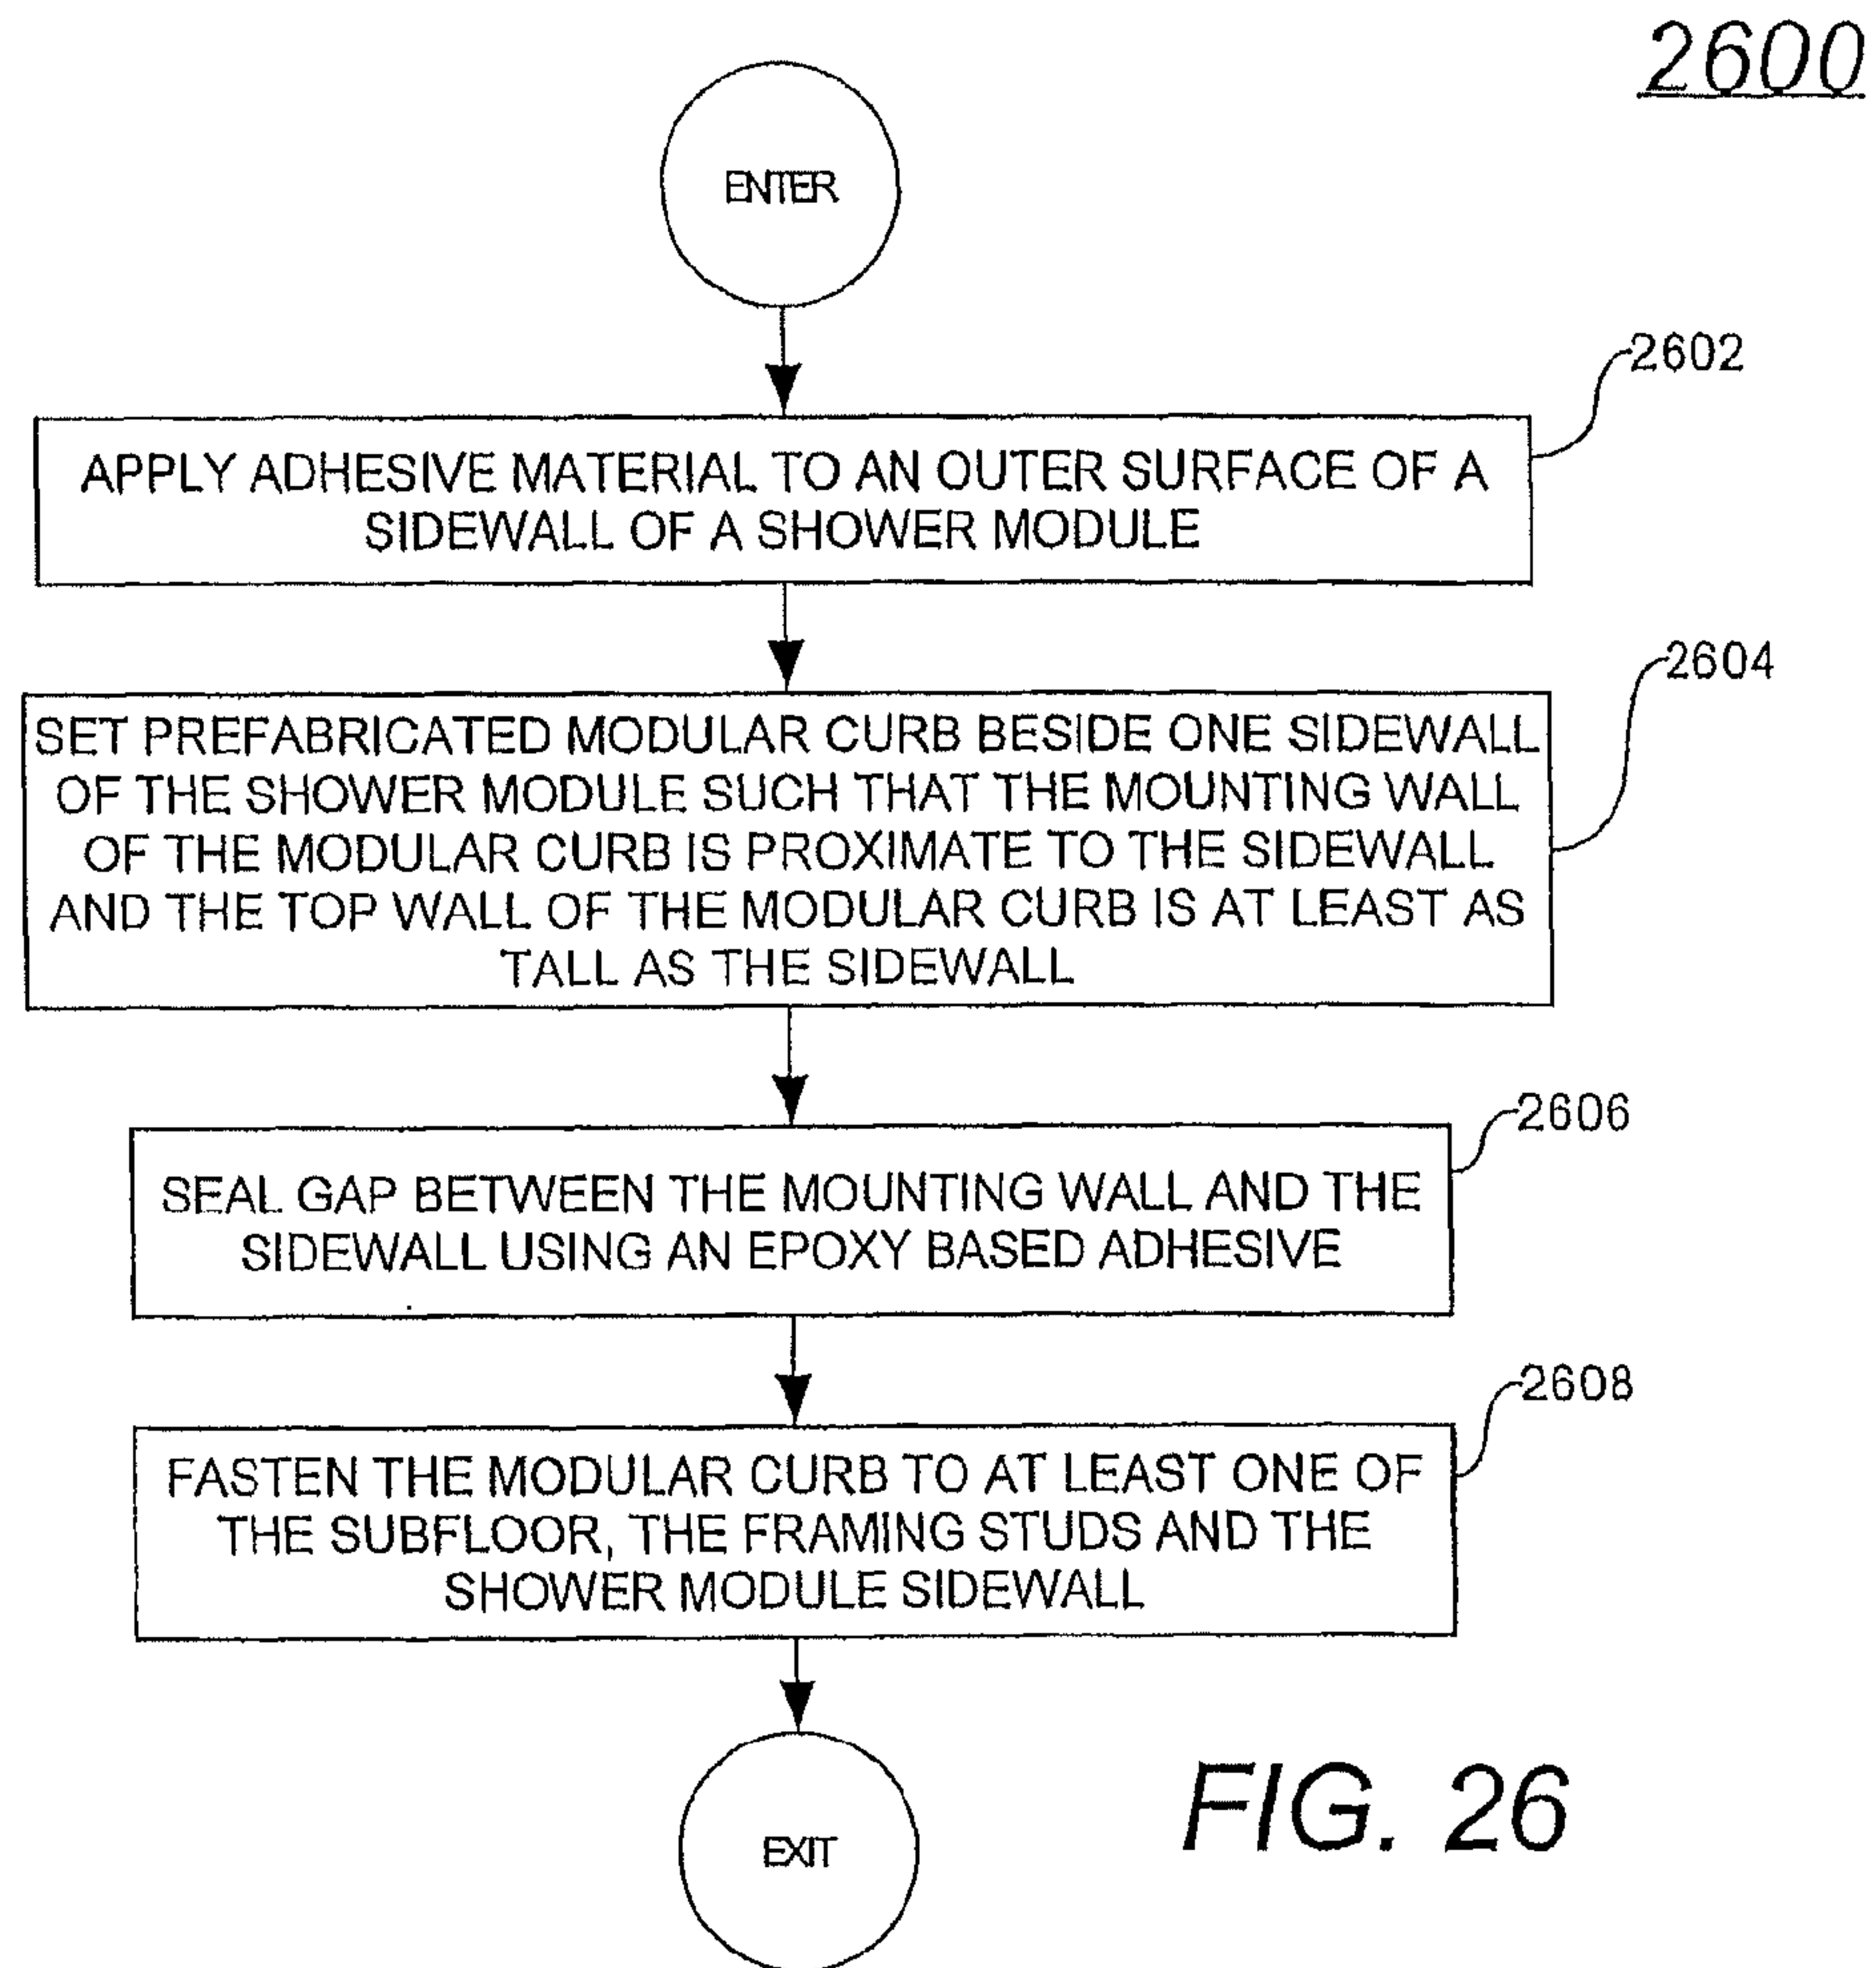 2600
ENTER
2602
APPLY ADHESIVE MATERIAL TO AN OUTER SURFACE OF A
SIDEWALL OF A SHOWER MODULE
2604
SET PREFABRICATED MODULAR CURB BESIDE ONE SIDEWALL
OF THE SHOWER MODULE SUCH THAT THE MOUNTING WALL
OF THE MODULAR CURB IS PROXIMATE TO THE SIDEWALL
AND THE TOP WALL OF THE MODULAR CURB IS AT LEAST AS
TALL AS THE SIDEWALL
2606
SEAL GAP BETWEEN THE MOUNTING WALL AND THE
SIDEWALL USING AN EPOXY BASED ADHESIVE
2608
FASTEN THE MODULAR CURB TO AT LEAST ONE OF
THE SUBFLOOR, THE FRAMING STUDS AND THE
SHOWER MODULE SIDEWALL
EXIT
FIG. 26